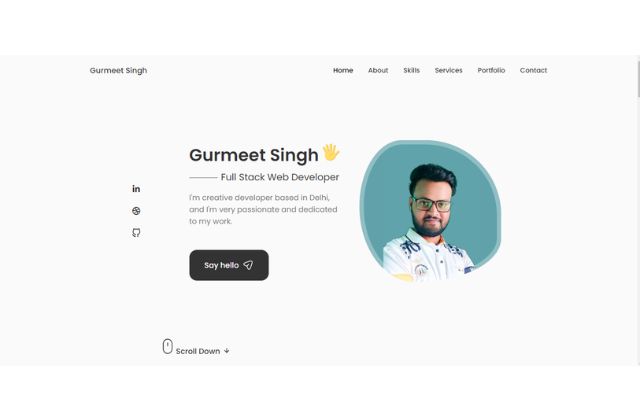 Gurmeet Singh
Home About Skills Services Portfolio Contact
Gurmeet Singh
Full Stack Web Developer
in
I'm creative developer based in Delhi,
and I'm very passionate and dedicated
to my work.
Say hello
Scroll Down